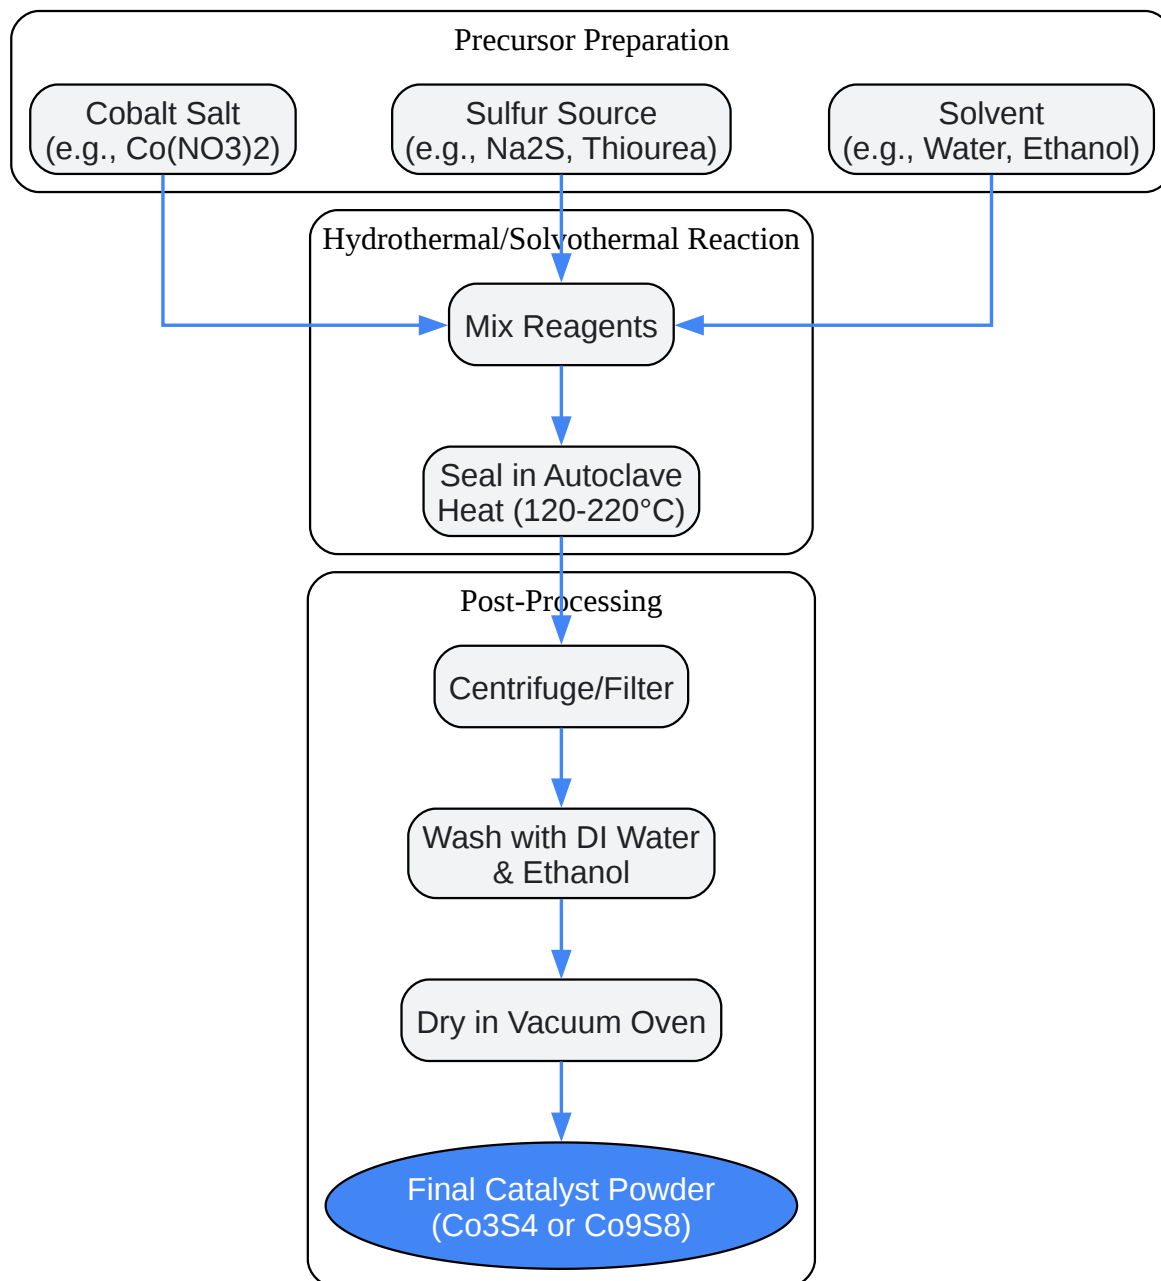 Precursor Preparation
Cobalt Salt
(e.g., Co(NO3)2)
Sulfur Source
(e.g., Na2S, Thiourea)
Solvent
(e.g., Water, Ethanol)
Hydrothermal/Solvothermal Reaction
Mix Reagents
Seal in Autoclave
Heat (120-220°C)
Post-Processing
Centrifuge/Filter
Wash with DI Water
& Ethanol
Dry in Vacuum Oven
Final Catalyst Powder
(Co3S4 or Co9S8)